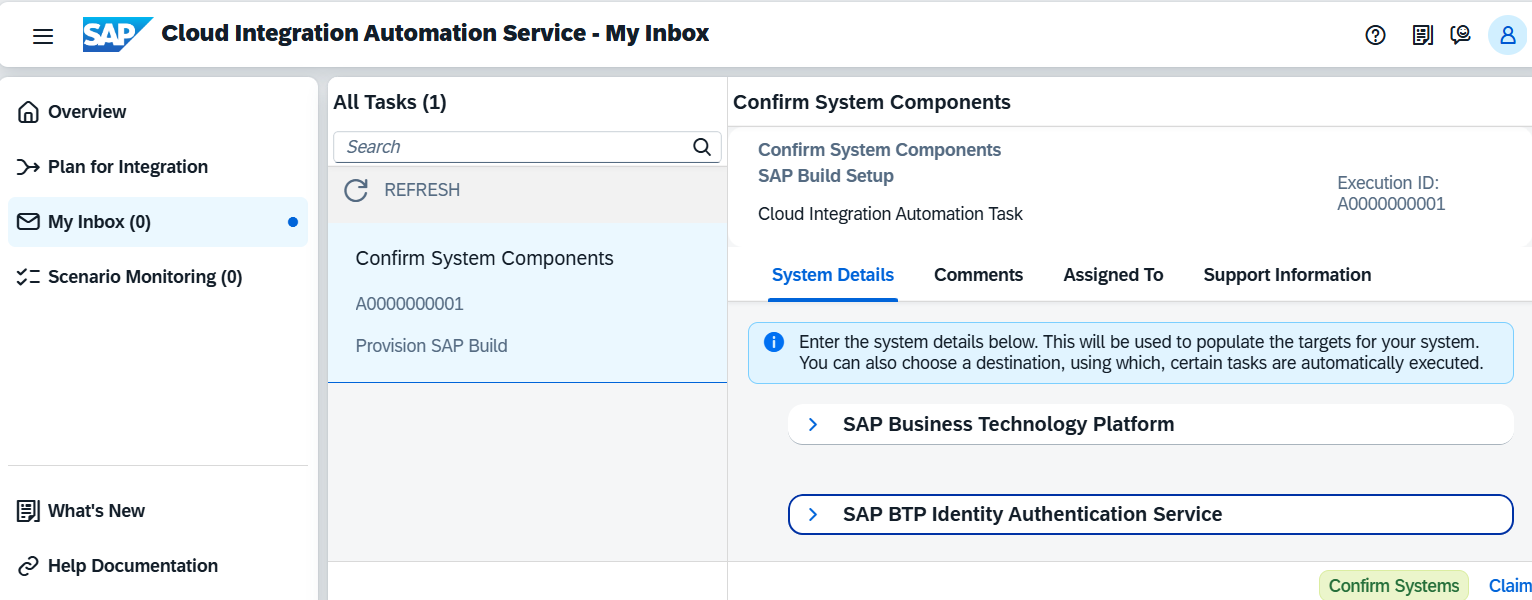 SAP Cloud Integration Automation Service - My Inbox
Overview
Plan for Integration
My Inbox (0)
Scenario Monitoring (0)
What's New
Help Documentation
All Tasks (1)
Search
REFRESH
Confirm System Components
A0000000001
Provision SAP Build
Confirm System Components
Confirm System Components
SAP Build Setup
Cloud Integration Automation Task
Execution ID:
A0000000001
System Details Comments Assigned To Support Information
Enter the system details below. This will be used to populate the targets for your system.
You can also choose a destination, using which, certain tasks are automatically executed.
SAP Business Technology Platform
SAP BTP Identity Authentication Service
Confirm Systems Claim